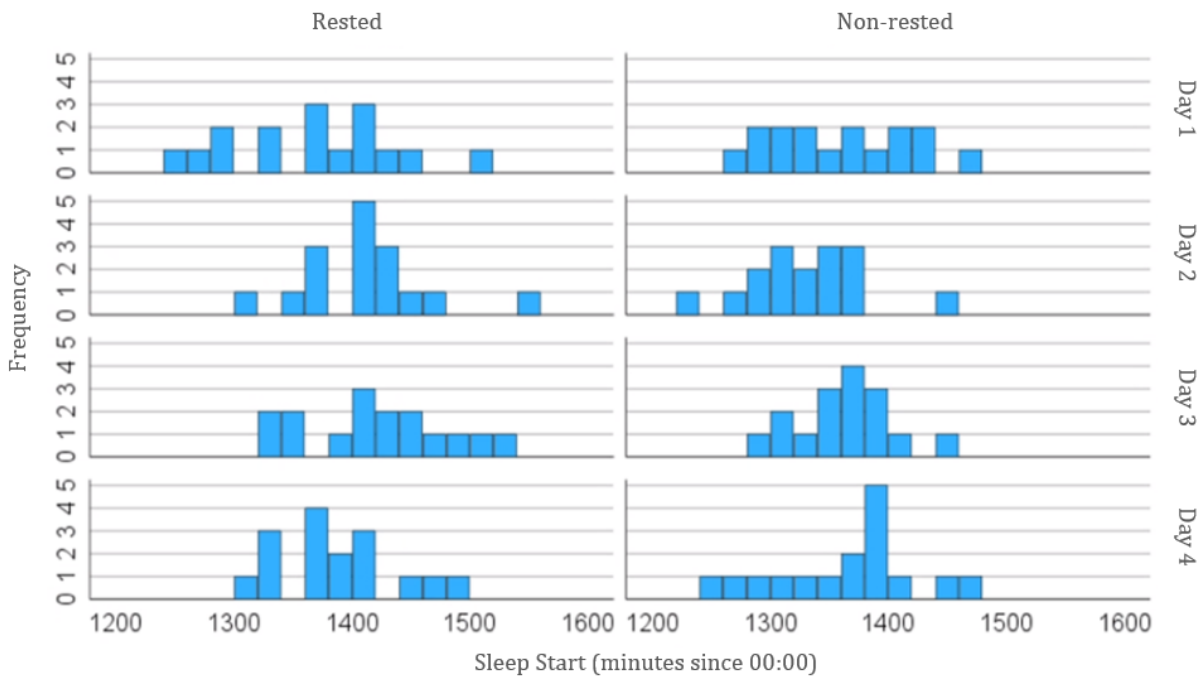 Rested Non-rested
Frequency
0 1 2 3 4 5
Day 1
0 1 2 3 4 5
Day 2
0 1 2 3 4 5
Day 3
0 1 2 3 4 5
Day 4
1200 1300 1400 1500 1600 1200 1300 1400 1500 1600
Sleep Start (minutes since 00:00)